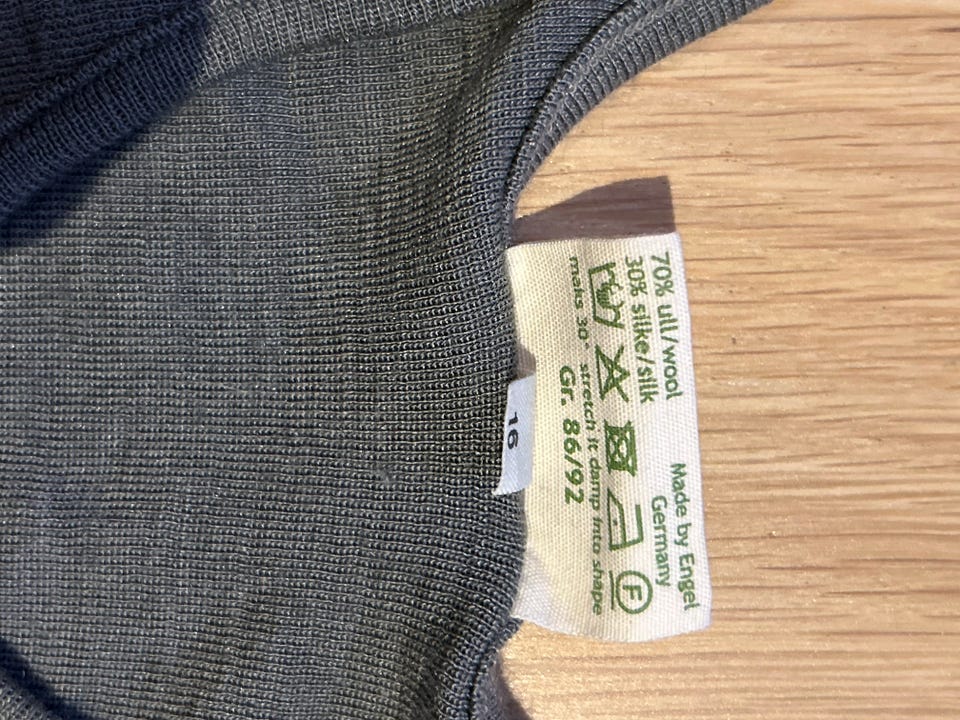 70% ull/wool
30% silke/silk
Made by Engel
Germany
F
maks 30° stretch it damp into shape
Gr. 86/92
16